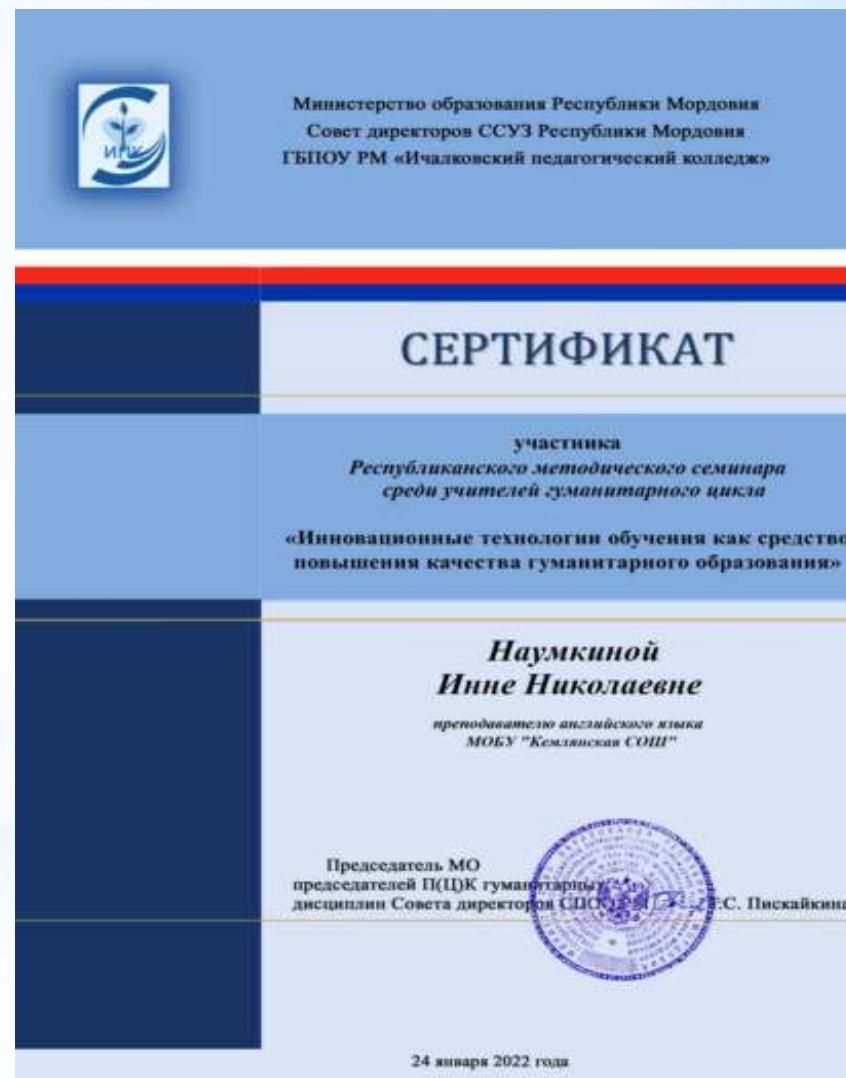 ИПК
Министерство образования Республики Мордовия
Совет директоров ССУЗ Республики Мордовия
ГБПОУ РМ «Ичалковский педагогический колледж»
СЕРТИФИКАТ
участника
Республиканского методического семинара
среди учителей гуманитарного цикла
«Инновационные технологии обучения как средство
повышения качества гуманитарного образования»
Наумкиной
Инне Николаевне
преподавателю английского языка
МОБУ "Кемлянская СОШ"
Председатель МО
председателей П(Ц)К гуманитарных
дисциплин Совета директоров Г.С. Пискайкина
24 января 2022 года